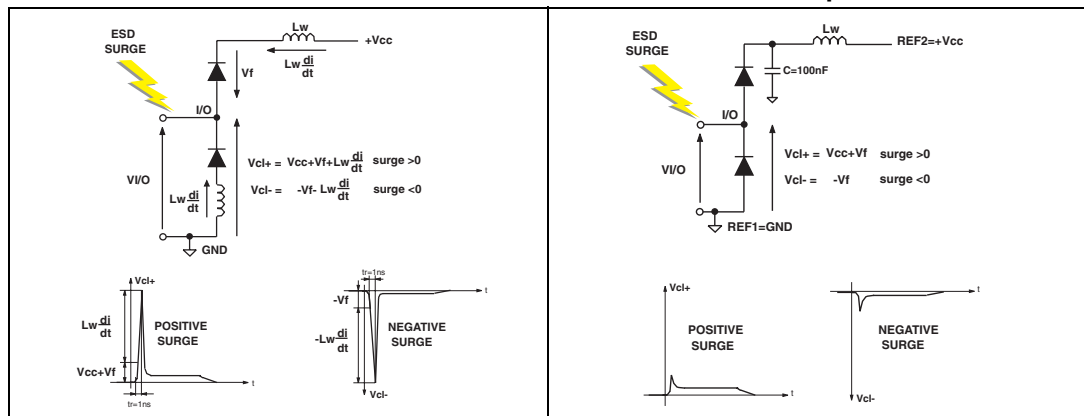 ESD
SURGE
Lw
+Vcc
Lw di/dt
Vf
I/O
VI/O
Lw di/dt
Vcl+ = Vcc+Vf+Lw di/dt surge >0
Vcl- = -Vf- Lw di/dt surge <0
GND
Vcl+
Lw di/dt
Vcc+Vf
POSITIVE
SURGE
tr=1ns
t
tr=1ns
t
-Vf
-Lw di/dt
NEGATIVE
SURGE
Vcl-
ESD
SURGE
Lw
REF2=+Vcc
C=100nF
I/O
VI/O
Vcl+ = Vcc+Vf surge >0
Vcl- = -Vf surge <0
REF1=GND
Vcl+
POSITIVE
SURGE
t
t
NEGATIVE
SURGE
Vcl-